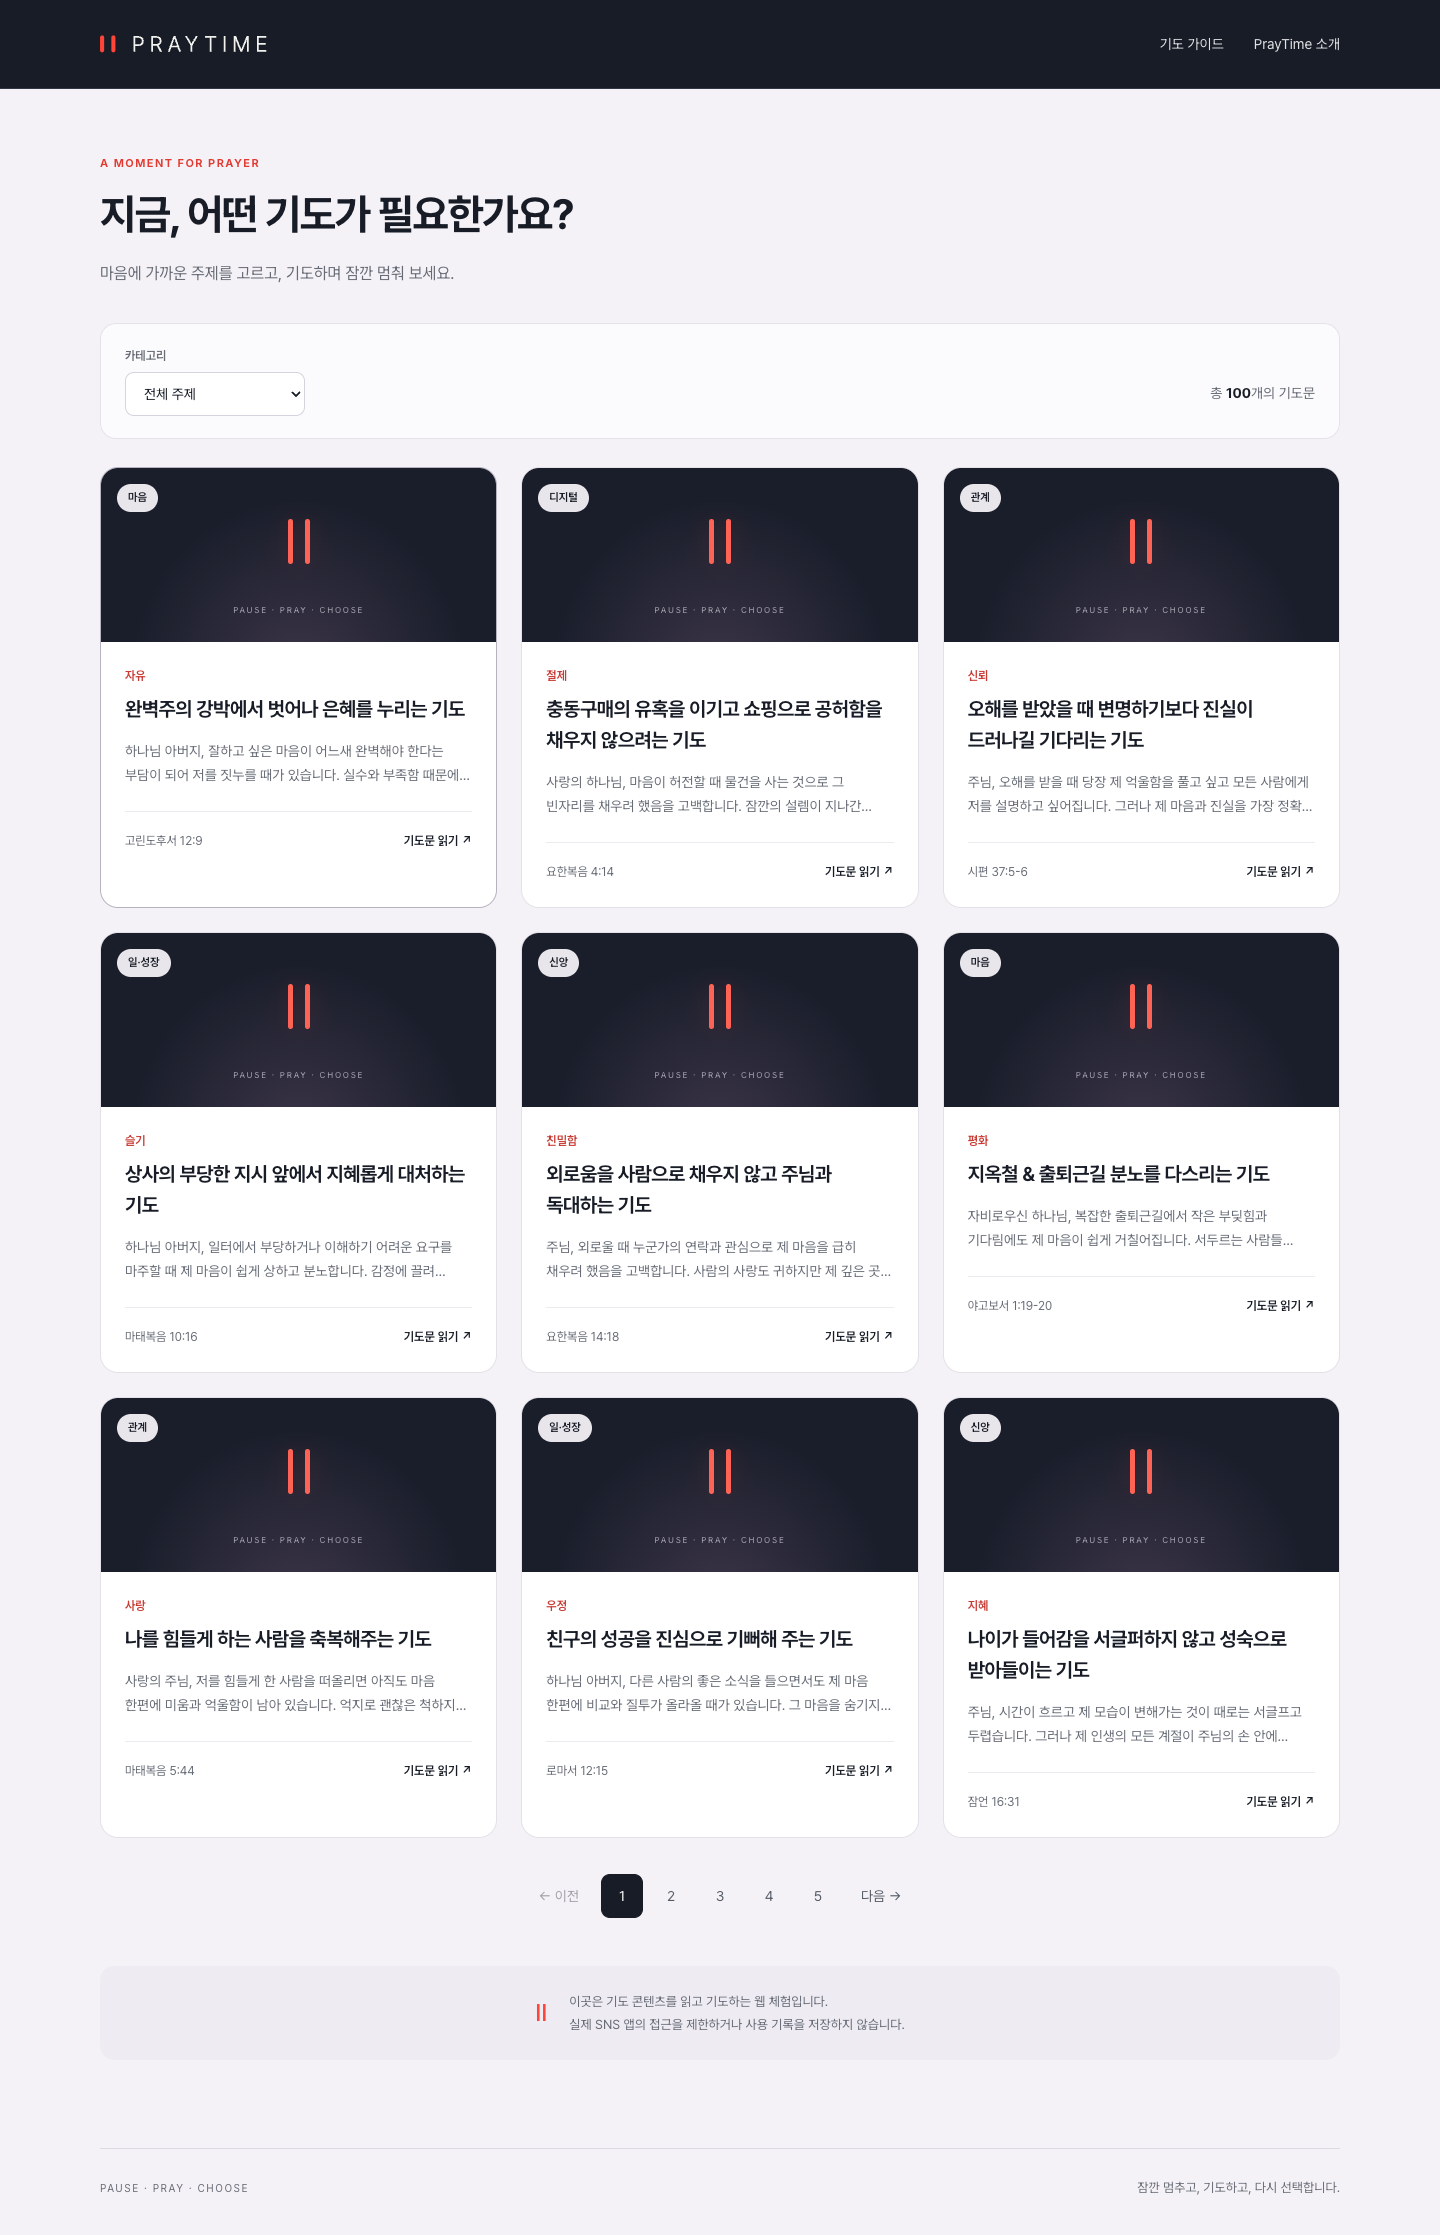 PRAYTIME
기도 가이드
PrayTime 소개
A MOMENT FOR PRAYER
지금, 어떤 기도가 필요한가요?
마음에 가까운 주제를 고르고, 기도하며 잠깐 멈춰 보세요.
카테고리
전체 주제
총 100개의 기도문
마음
PAUSE · PRAY · CHOOSE
자유
완벽주의 강박에서 벗어나 은혜를 누리는 기도
하나님 아버지, 잘하고 싶은 마음이 어느새 완벽해야 한다는
부담이 되어 저를 짓누를 때가 있습니다. 실수와 부족함 때문에...
고린도후서 12:9
기도문 읽기 ↗
디지털
PAUSE · PRAY · CHOOSE
절제
충동구매의 유혹을 이기고 쇼핑으로 공허함을
채우지 않으려는 기도
사랑의 하나님, 마음이 허전할 때 물건을 사는 것으로 그
빈자리를 채우려 했음을 고백합니다. 잠깐의 설렘이 지나간...
요한복음 4:14
기도문 읽기 ↗
관계
PAUSE · PRAY · CHOOSE
신뢰
오해를 받았을 때 변명하기보다 진실이
드러나길 기다리는 기도
주님, 오해를 받을 때 당장 제 억울함을 풀고 싶고 모든 사람에게
저를 설명하고 싶어집니다. 그러나 제 마음과 진실을 가장 정확...
시편 37:5-6
기도문 읽기 ↗
일·성장
PAUSE · PRAY · CHOOSE
슬기
상사의 부당한 지시 앞에서 지혜롭게 대처하는
기도
하나님 아버지, 일터에서 부당하거나 이해하기 어려운 요구를
마주할 때 제 마음이 쉽게 상하고 분노합니다. 감정에 끌려...
마태복음 10:16
기도문 읽기 ↗
신앙
PAUSE · PRAY · CHOOSE
친밀함
외로움을 사람으로 채우지 않고 주님과
독대하는 기도
주님, 외로울 때 누군가의 연락과 관심으로 제 마음을 급히
채우려 했음을 고백합니다. 사람의 사랑도 귀하지만 제 깊은 곳...
요한복음 14:18
기도문 읽기 ↗
마음
PAUSE · PRAY · CHOOSE
평화
지옥철 & 출퇴근길 분노를 다스리는 기도
자비로우신 하나님, 복잡한 출퇴근길에서 작은 부딪힘과
기다림에도 제 마음이 쉽게 거칠어집니다. 서두르는 사람들...
야고보서 1:19-20
기도문 읽기 ↗
관계
PAUSE · PRAY · CHOOSE
사랑
나를 힘들게 하는 사람을 축복해주는 기도
사랑의 주님, 저를 힘들게 한 사람을 떠올리면 아직도 마음
한편에 미움과 억울함이 남아 있습니다. 억지로 괜찮은 척하지...
마태복음 5:44
기도문 읽기 ↗
일·성장
PAUSE · PRAY · CHOOSE
우정
친구의 성공을 진심으로 기뻐해 주는 기도
하나님 아버지, 다른 사람의 좋은 소식을 들으면서도 제 마음
한편에 비교와 질투가 올라올 때가 있습니다. 그 마음을 숨기지...
로마서 12:15
기도문 읽기 ↗
신앙
PAUSE · PRAY · CHOOSE
지혜
나이가 들어감을 서글퍼하지 않고 성숙으로
받아들이는 기도
주님, 시간이 흐르고 제 모습이 변해가는 것이 때로는 서글프고
두렵습니다. 그러나 제 인생의 모든 계절이 주님의 손 안에...
잠언 16:31
기도문 읽기 ↗
← 이전 1 2 3 4 5 다음 →
이곳은 기도 콘텐츠를 읽고 기도하는 웹 체험입니다.
실제 SNS 앱의 접근을 제한하거나 사용 기록을 저장하지 않습니다.
PAUSE · PRAY · CHOOSE
잠깐 멈추고, 기도하고, 다시 선택합니다.